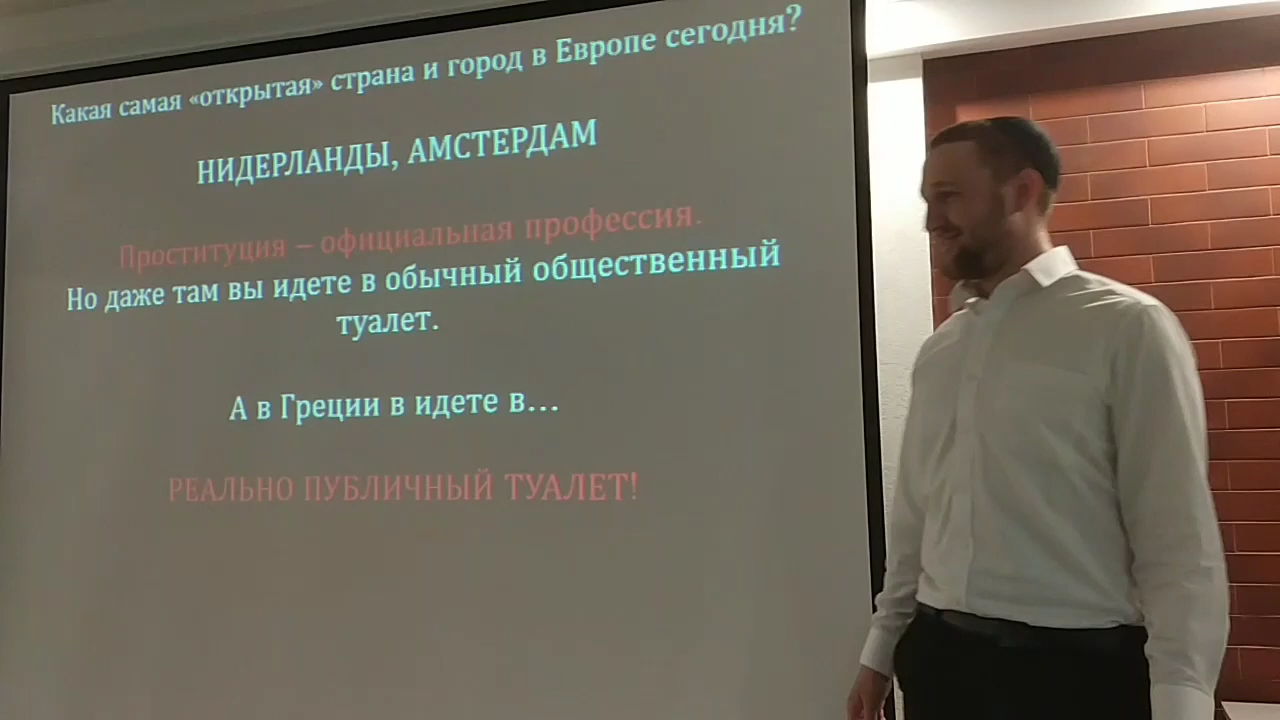 Какая самая «открытая» страна и город в Европе сегодня?
НИДЕРЛАНДЫ, АМСТЕРДАМ
Проституция – официальная профессия.
Но даже там вы идете в обычный общественный
туалет.
А в Греции в идете в...
РЕАЛЬНО ПУБЛИЧНЫЙ ТУАЛЕТ!